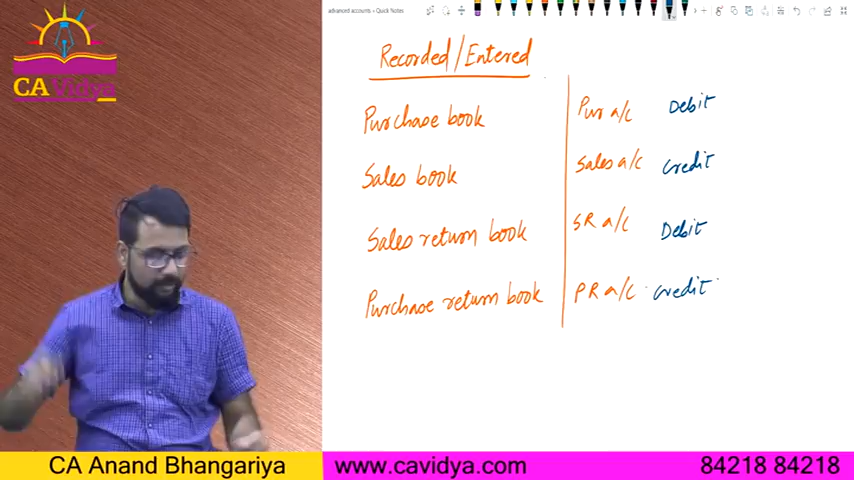 advanced accounts - Quick Notes
CA Vidya
Recorded/Entered
Purchase book
Pur a/c Debit
Sales book
Sales a/c credit
Sales return book
SR a/c Debit
Purchase return book
PR a/c credit
CA Anand Bhangariya
www.cavidya.com
84218 84218